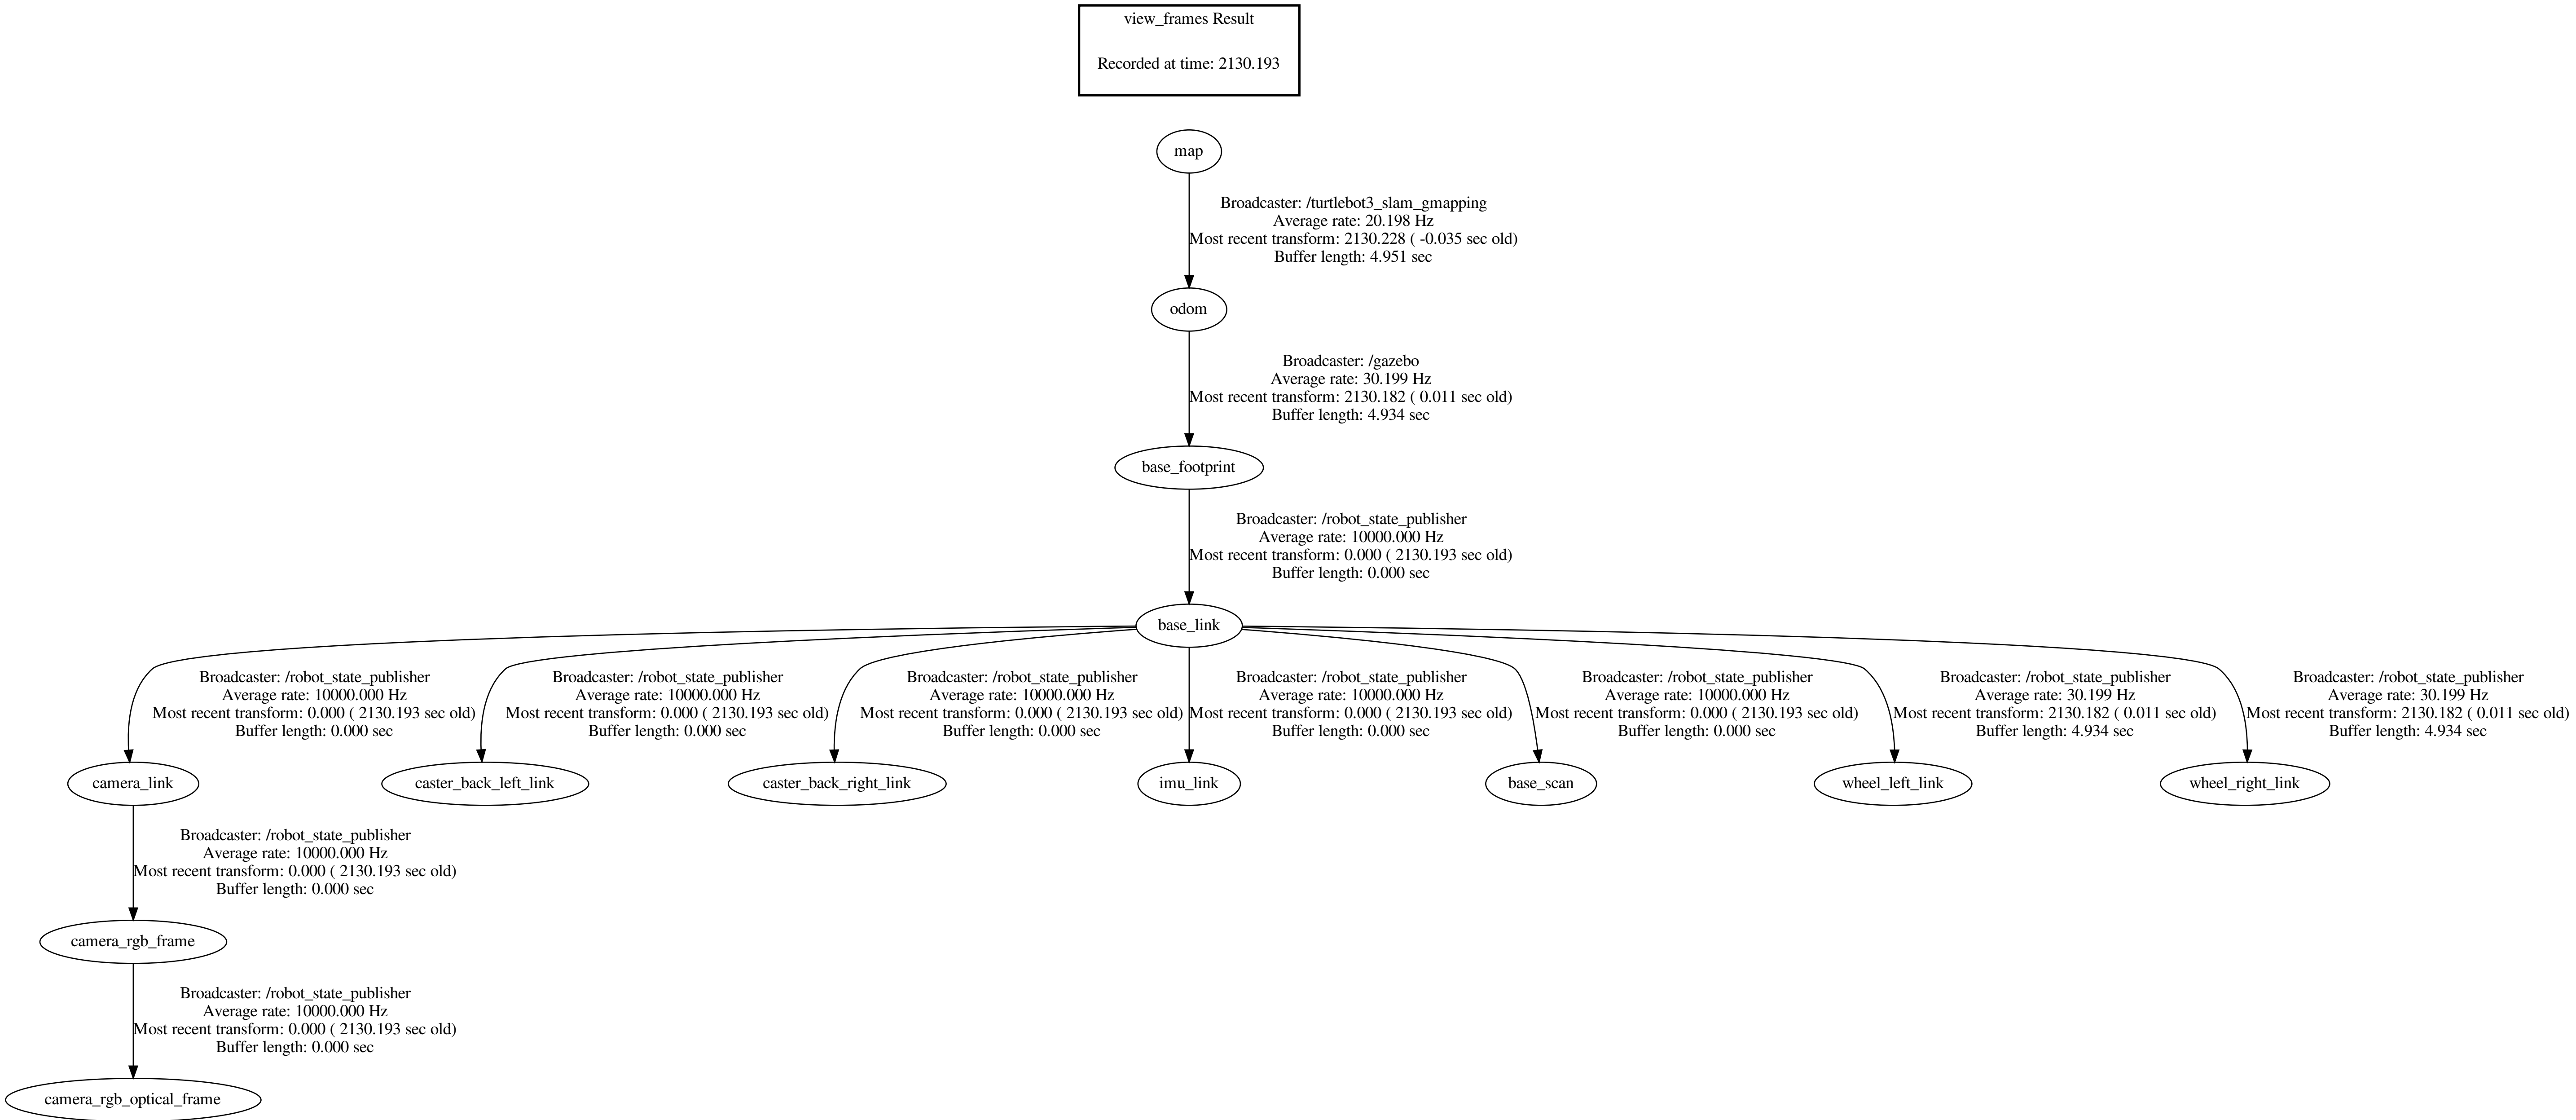 view_frames Result
Recorded at time: 2130.193
map
Broadcaster: /turtlebot3_slam_gmapping
Average rate: 20.198 Hz
Most recent transform: 2130.228 ( -0.035 sec old)
Buffer length: 4.951 sec
odom
Broadcaster: /gazebo
Average rate: 30.199 Hz
Most recent transform: 2130.182 ( 0.011 sec old)
Buffer length: 4.934 sec
base_footprint
Broadcaster: /robot_state_publisher
Average rate: 10000.000 Hz
Most recent transform: 0.000 ( 2130.193 sec old)
Buffer length: 0.000 sec
base_link
Broadcaster: /robot_state_publisher
Average rate: 10000.000 Hz
Most recent transform: 0.000 ( 2130.193 sec old)
Buffer length: 0.000 sec
Broadcaster: /robot_state_publisher
Average rate: 10000.000 Hz
Most recent transform: 0.000 ( 2130.193 sec old)
Buffer length: 0.000 sec
Broadcaster: /robot_state_publisher
Average rate: 10000.000 Hz
Most recent transform: 0.000 ( 2130.193 sec old)
Buffer length: 0.000 sec
Broadcaster: /robot_state_publisher
Average rate: 10000.000 Hz
Most recent transform: 0.000 ( 2130.193 sec old)
Buffer length: 0.000 sec
Broadcaster: /robot_state_publisher
Average rate: 10000.000 Hz
Most recent transform: 0.000 ( 2130.193 sec old)
Buffer length: 0.000 sec
Broadcaster: /robot_state_publisher
Average rate: 30.199 Hz
Most recent transform: 2130.182 ( 0.011 sec old)
Buffer length: 4.934 sec
Broadcaster: /robot_state_publisher
Average rate: 30.199 Hz
Most recent transform: 2130.182 ( 0.011 sec old)
Buffer length: 4.934 sec
camera_link
caster_back_left_link
caster_back_right_link
imu_link
base_scan
wheel_left_link
wheel_right_link
Broadcaster: /robot_state_publisher
Average rate: 10000.000 Hz
Most recent transform: 0.000 ( 2130.193 sec old)
Buffer length: 0.000 sec
camera_rgb_frame
Broadcaster: /robot_state_publisher
Average rate: 10000.000 Hz
Most recent transform: 0.000 ( 2130.193 sec old)
Buffer length: 0.000 sec
camera_rgb_optical_frame